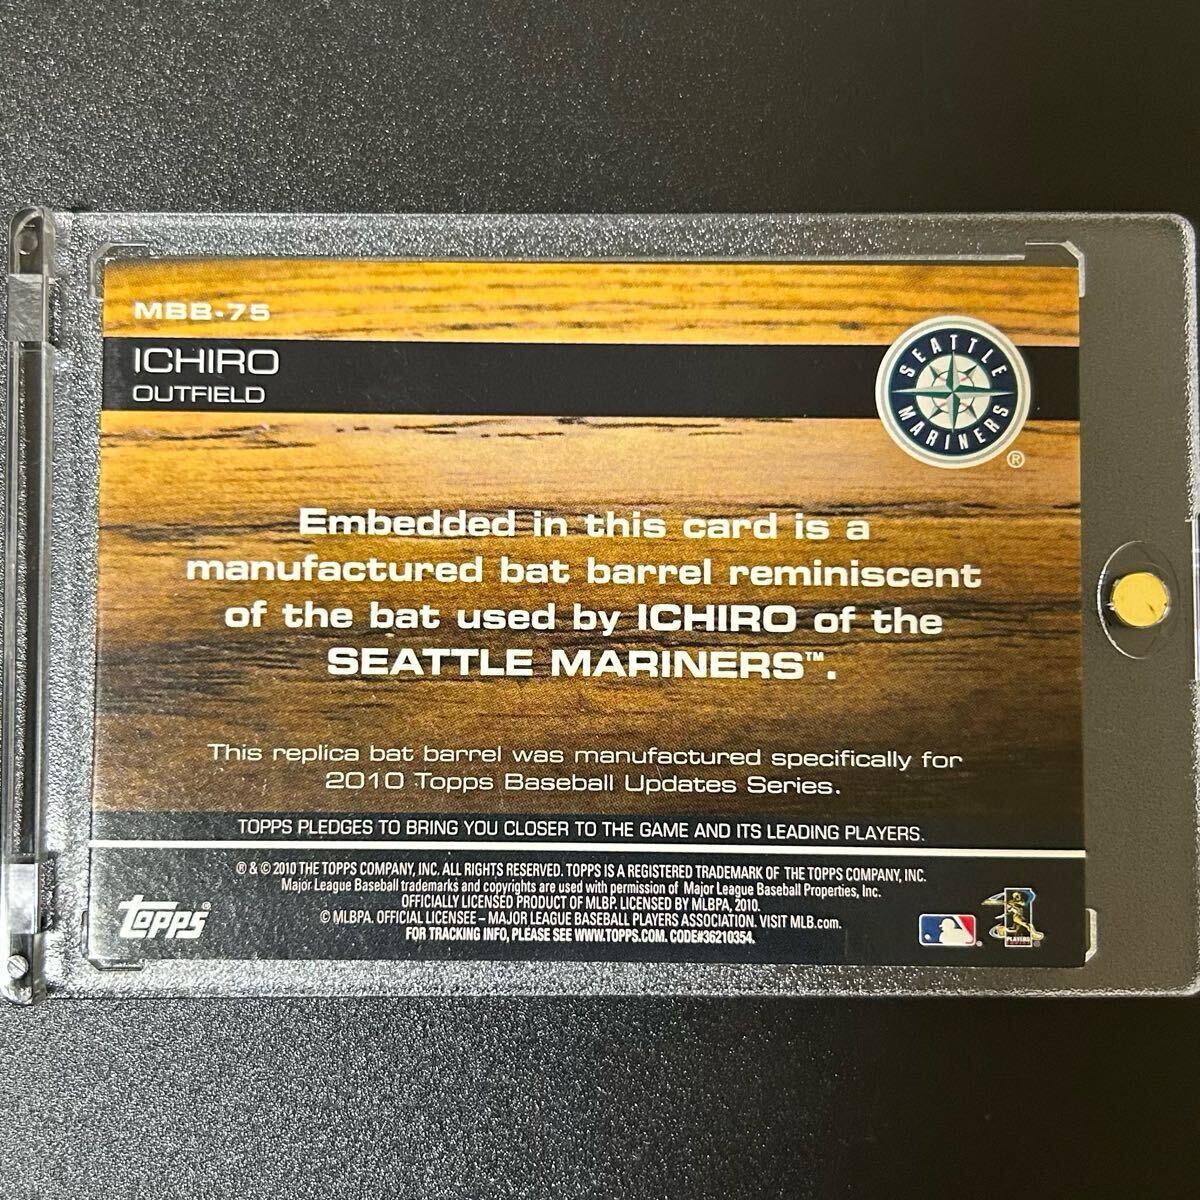 MBB-75
ICHIRO
OUTFIELD
SEATTLE
MARINERS
®
Embedded in this card is a
manufactured bat barrel reminiscent
of the bat used by ICHIRO of the
SEATTLE MARINERS™.
This replica bat barrel was manufactured specifically for
2010 Topps Baseball Updates Series.
TOPPS PLEDGES TO BRING YOU CLOSER TO THE GAME AND ITS LEADING PLAYERS.
® & © 2010 THE TOPPS COMPANY, INC. ALL RIGHTS RESERVED. TOPPS IS A REGISTERED TRADEMARK OF THE TOPPS COMPANY, INC.
Major League Baseball trademarks and copyrights are used with permission of Major League Baseball Properties, Inc.
OFFICIALLY LICENSED PRODUCT OF MLBP. LICENSED BY MLBPA, 2010.
© MLBPA. OFFICIAL LICENSEE – MAJOR LEAGUE BASEBALL PLAYERS ASSOCIATION. VISIT MLB.com.
FOR TRACKING INFO, PLEASE SEE WWW.TOPPS.COM. CODE#36210354.
topps®
PLAYERS